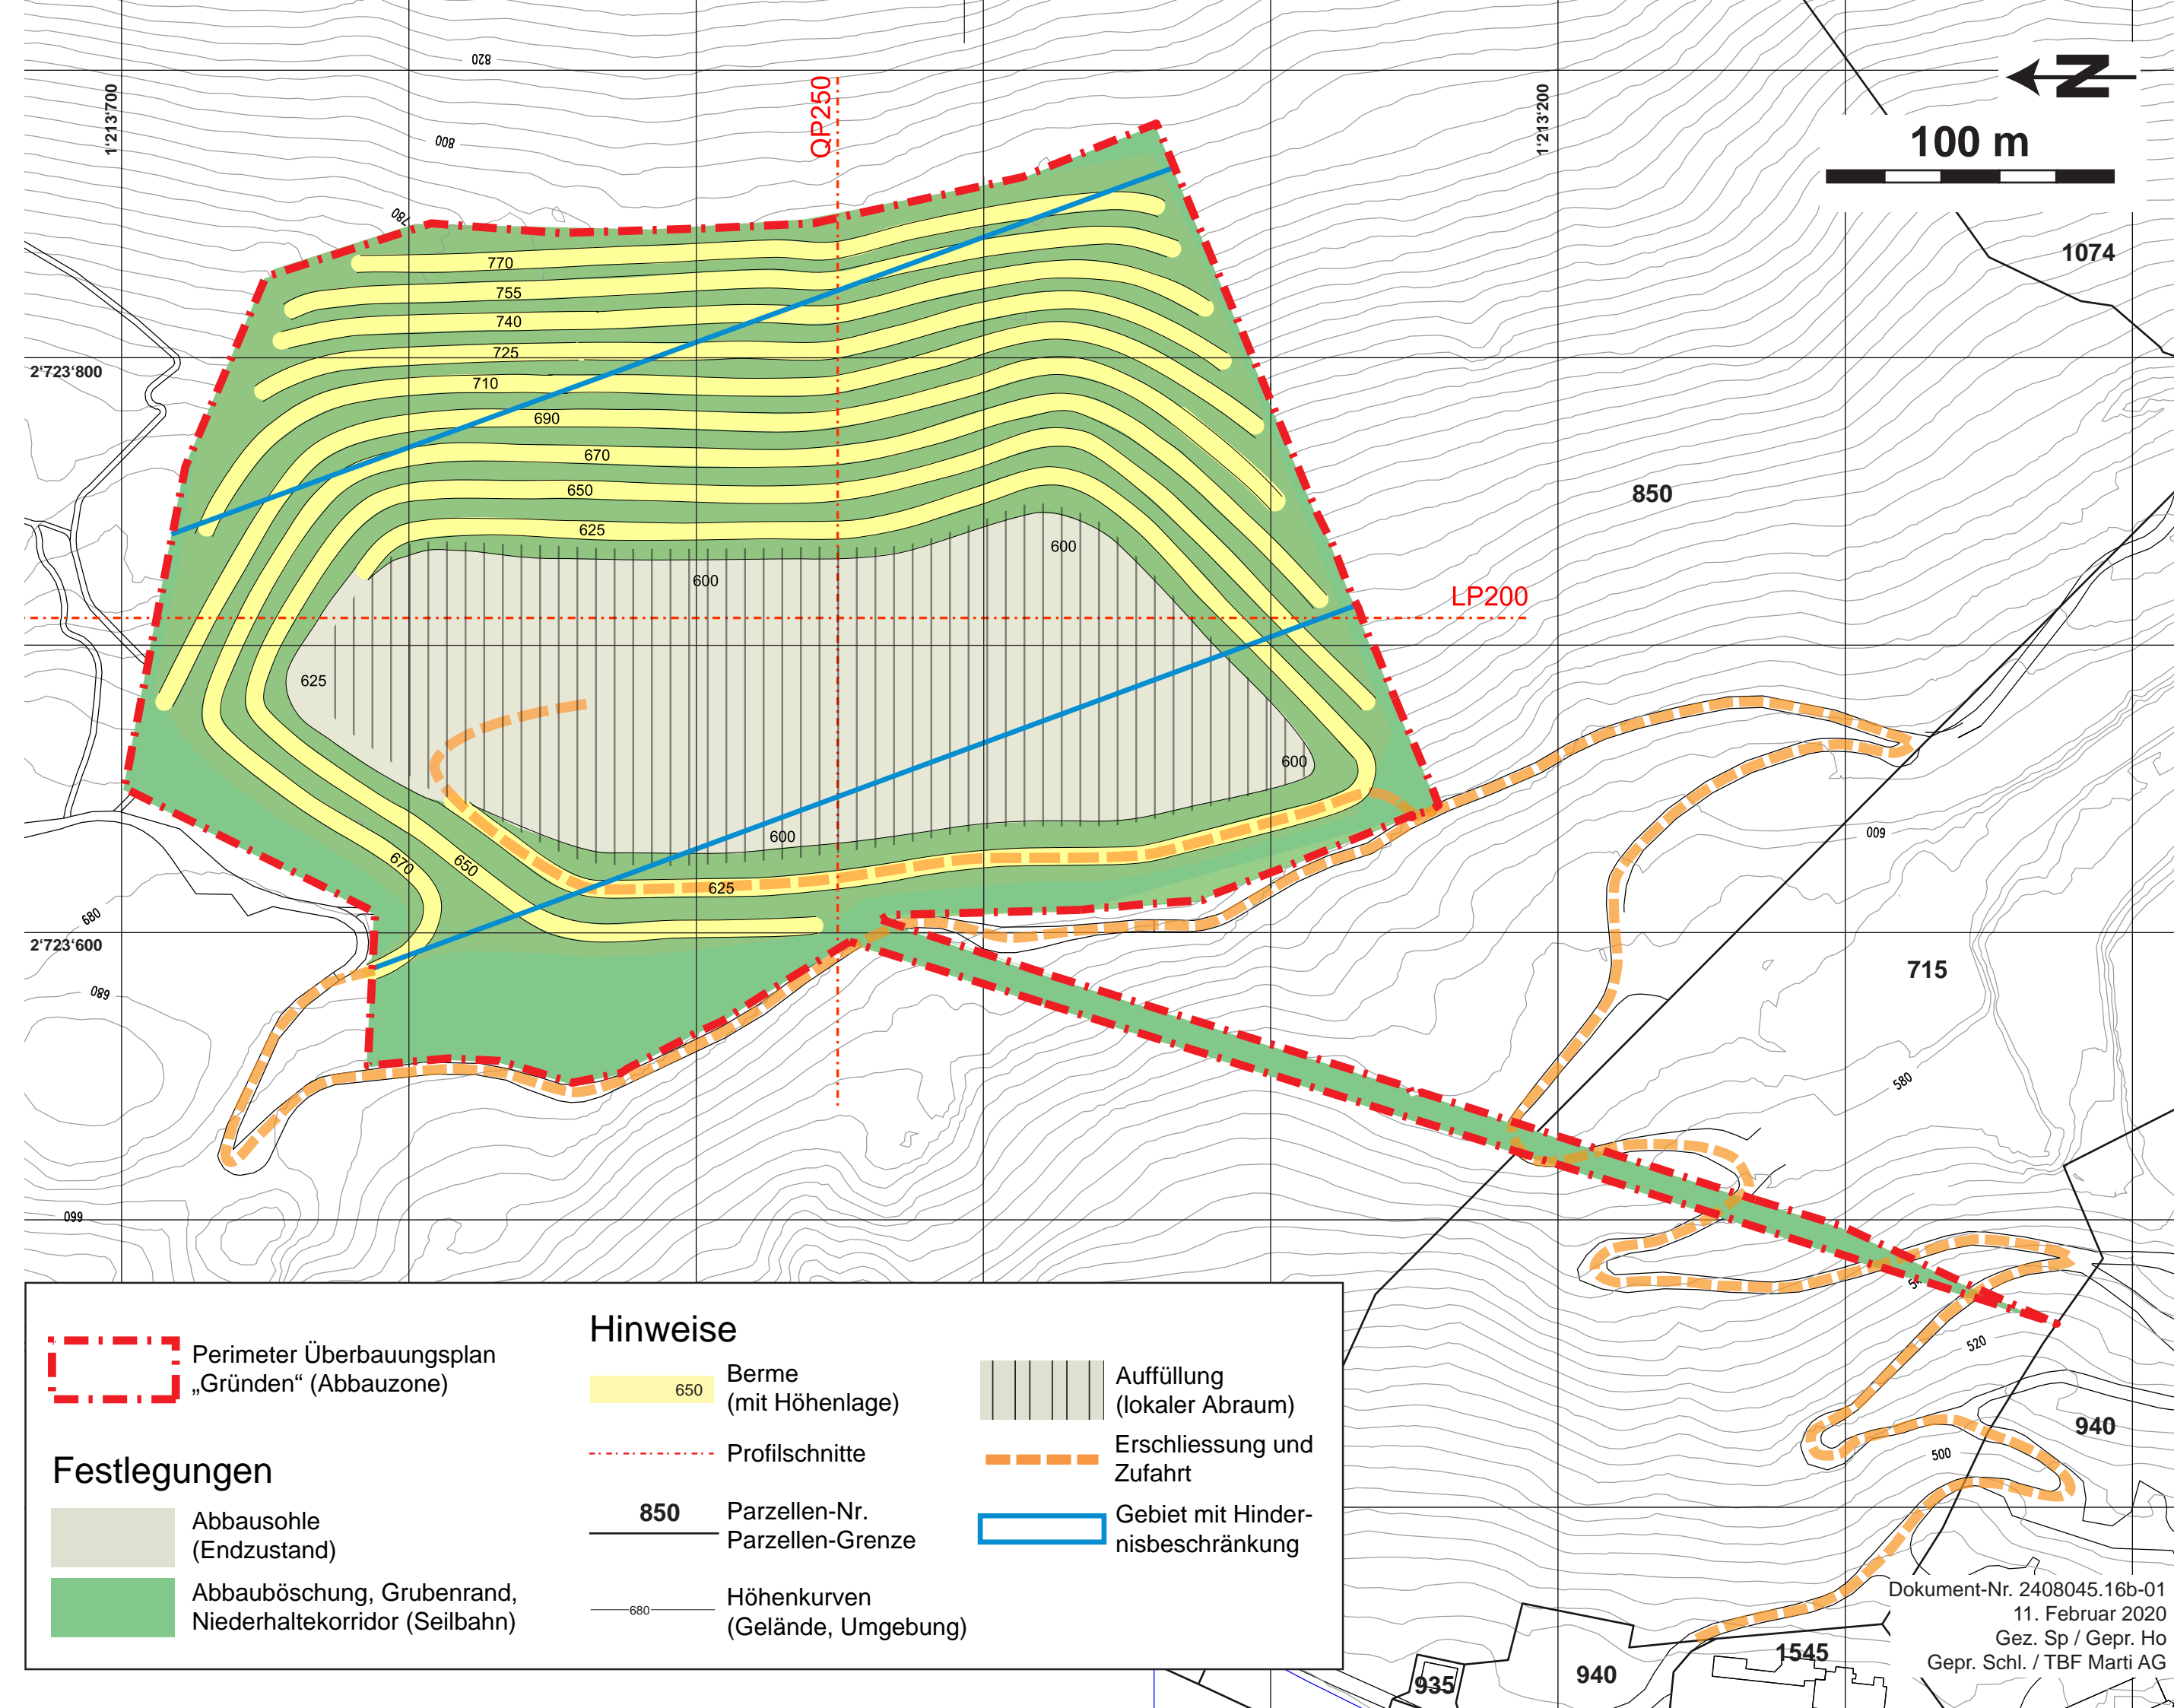 820
1'213'700
QP250
1'213'200
N
100 m
800
780
1074
770
755
740
725
2'723'800
710
690
670
650
850
625
600
600
LP200
625
600
600
600
670
650
625
680
2'723'600
715
680
580
660
520
940
500
Perimeter Überbauungsplan
„Gründen“ (Abbauzone)
Festlegungen
Abbausohle
(Endzustand)
Abbauböschung, Grubenrand,
Niederhaltekorridor (Seilbahn)
Hinweise
650
Berme
(mit Höhenlage)
Profilschnitte
850
Parzellen-Nr.
Parzellen-Grenze
680
Höhenkurven
(Gelände, Umgebung)
Auffüllung
(lokaler Abraum)
Erschliessung und
Zufahrt
Gebiet mit Hinder-
nisbeschränkung
Dokument-Nr. 2408045.16b-01
11. Februar 2020
Gez. Sp / Gepr. Ho
Gepr. Schl. / TBF Marti AG
1545
940
935